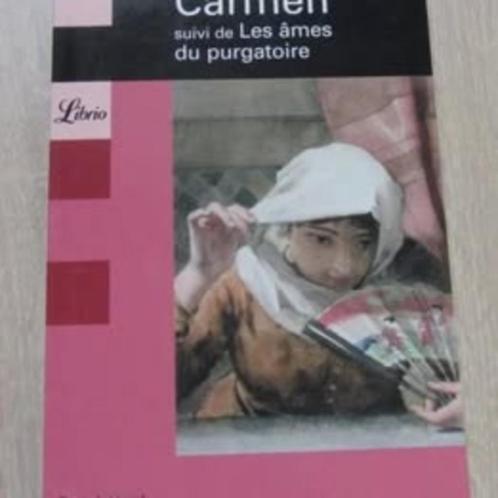 Carmen
suivi de Les âmes
du purgatoire
Librio